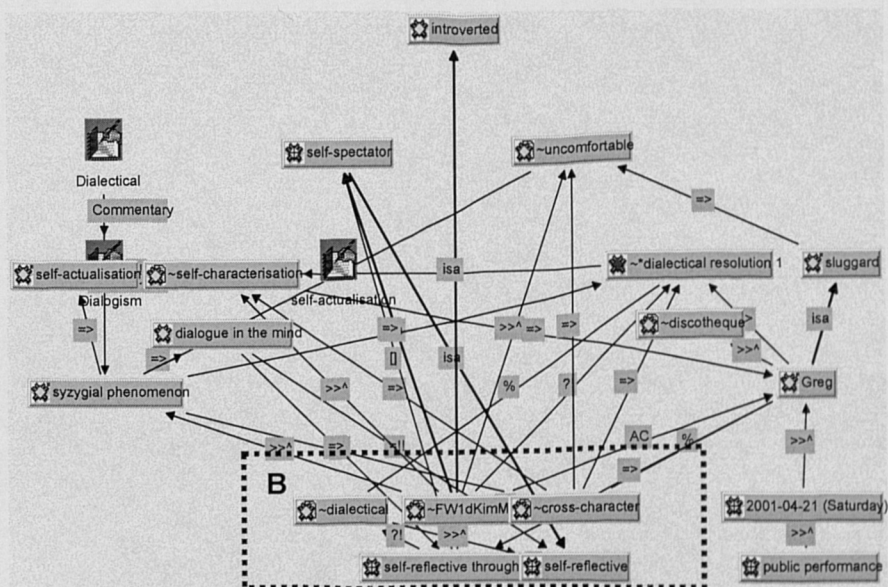 introverted
self-spectator
~uncomfortable
Dialectical
Commentary
=>
self-actualisation
~self-characterisation
isa
~*dialectical resolution 1
sluggard
Dialogism
self-actualisation
=>
dialogue in the mind
=>
>>^
=>
=>
~discotheque
isa
=>
[]
isa
>>^
syzygial phenomenon
>>^
=>
%
?
=>
Greg
>>^
=>
AC
%
>>^
=>
B
~dialectical
~FW1dKimM
~cross-character
2001-04-21 (Saturday)
?!
>>^
>>^
self-reflective through
self-reflective
public performance